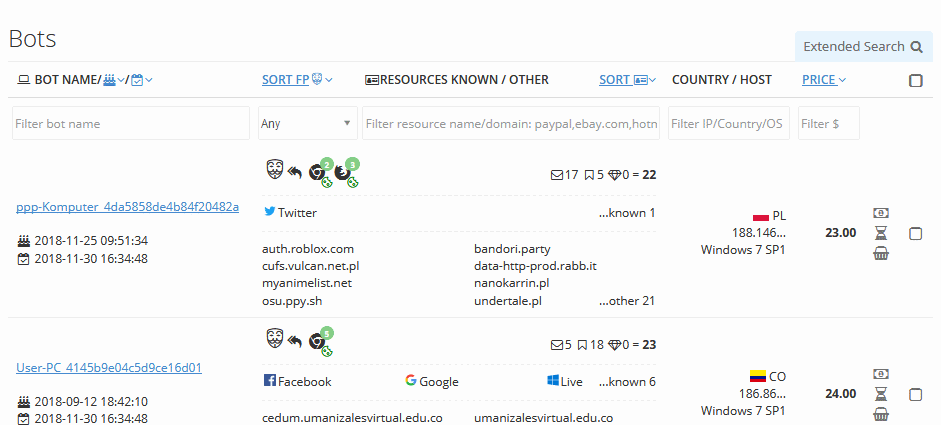 Bots
Extended Search
BOT NAME/ /
SORT FP
RESOURCES KNOWN / OTHER
SORT
COUNTRY / HOST
PRICE
Filter bot name
Any
Filter resource name/domain: paypal,ebay.com,hotn
Filter IP/Country/OS
Filter $
2 3
17 5 0 = 22
ppp-Komputer_4da5858de4b84f20482a
2018-11-25 09:51:34
2018-11-30 16:34:48
Twitter
...known 1
auth.roblox.com
bandori.party
cufs.vulcan.net.pl
data-http-prod.rabb.it
myanimelist.net
nanokarrin.pl
osu.ppy.sh
undertale.pl
...other 21
PL
188.146...
Windows 7 SP1
23.00
5
5 18 0 = 23
User-PC_4145b9e04c5d9ce16d01
2018-09-12 18:42:10
2018-11-30 16:34:48
Facebook
Google
Live
...known 6
cedum.umanizalesvirtual.edu.co
umanizalesvirtual.edu.co
CO
186.86...
Windows 7 SP1
24.00